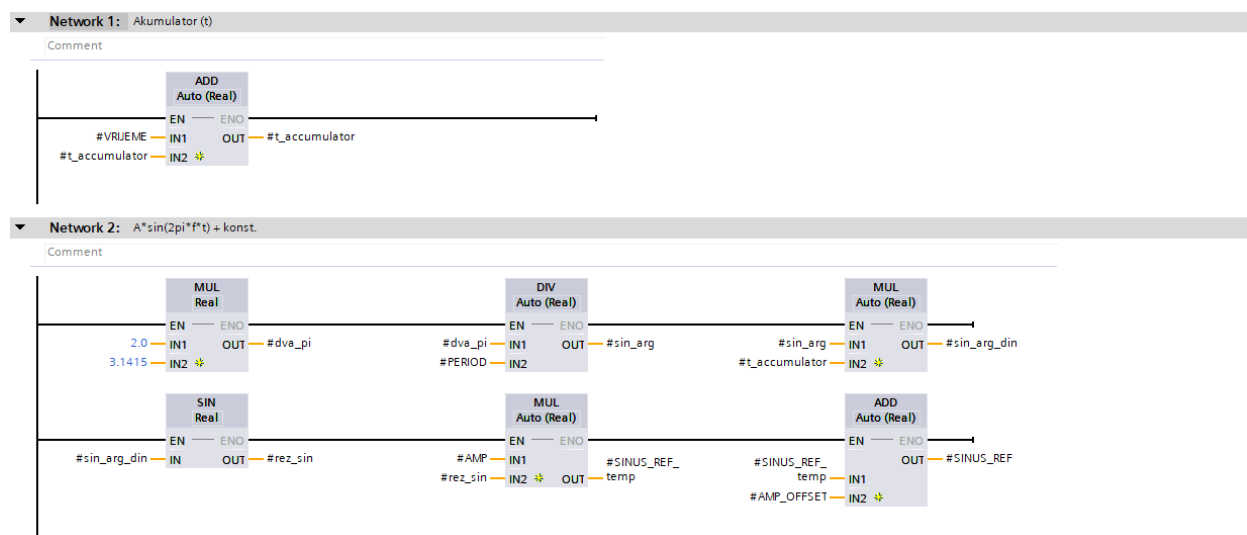 Network 1: Akumulator (t)
Comment
ADD
Auto (Real)
EN ENO
#VRIJEME IN1 OUT #t_accumulator
#t_accumulator IN2
Network 2: A*sin(2pi*f*t) + konst.
Comment
MUL DIV MUL
Real Auto (Real) Auto (Real)
EN ENO EN ENO EN ENO
2.0 IN1 OUT #dva_pi #dva_pi IN1 OUT #sin_arg #sin_arg IN1 OUT #sin_arg_din
3.1415 IN2 #PERIOD IN2 #t_accumulator IN2
SIN MUL ADD
Real Auto (Real) Auto (Real)
EN ENO EN ENO EN ENO
#sin_arg_din IN OUT #rez_sin #AMP IN1 #SINUS_REF_ #SINUS_REF_ OUT #SINUS_REF
#rez_sin IN2 OUT temp temp IN1
#AMP_OFFSET IN2